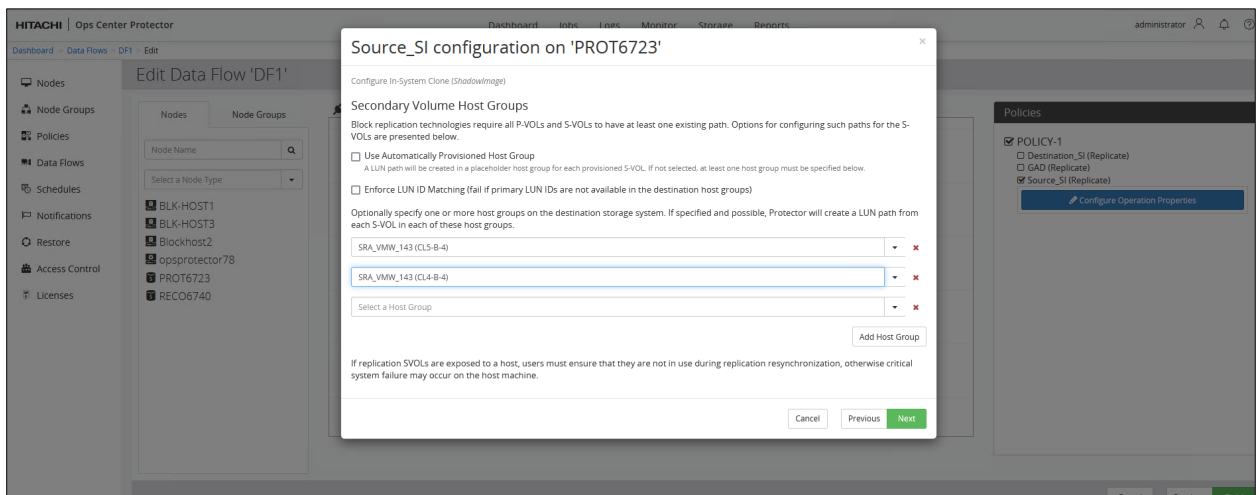 HITACHI | Ops Center Protector
Dashboard Jobs Logs Monitor Storage Reports
administrator
Dashboard > Data Flows > DF1 > Edit
Source_SI configuration on 'PROT6723'
×
Edit Data Flow 'DF1'
Nodes
Node Groups
Policies
Data Flows
Schedules
Notifications
Restore
Access Control
Licenses
Nodes
Node Groups
Node Name
Select a Node Type
BLK-HOST1
BLK-HOST3
Blockhost2
opsprotector78
PROT6723
RECO6740
Configure In-System Clone (ShadowImage)
Secondary Volume Host Groups
Block replication technologies require all P-VOLs and S-VOLs to have at least one existing path. Options for configuring such paths for the S-
VOLs are presented below.
Use Automatically Provisioned Host Group
A LUN path will be created in a placeholder host group for each provisioned S-VOL. If not selected, at least one host group must be specified below.
Enforce LUN ID Matching (fail if primary LUN IDs are not available in the destination host groups)
Optionally specify one or more host groups on the destination storage system. If specified and possible, Protector will create a LUN path from
each S-VOL in each of these host groups.
SRA_VMW_143 (CL5-B-4)
SRA_VMW_143 (CL4-B-4)
Select a Host Group
Add Host Group
If replication SVOLs are exposed to a host, users must ensure that they are not in use during replication resynchronization, otherwise critical
system failure may occur on the host machine.
Cancel
Previous
Next
Policies
POLICY-1
Destination_SI (Replicate)
GAD (Replicate)
Source_SI (Replicate)
Configure Operation Properties